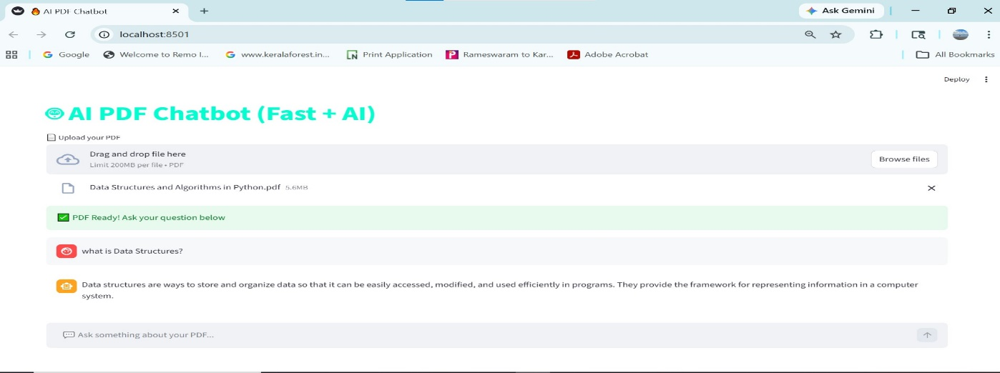 AI PDF Chatbot
Ask Gemini
localhost:8501
Google
Welcome to Remo I...
www.keralaforest.in...
Print Application
Rameswaram to Kar...
Adobe Acrobat
All Bookmarks
Deploy
AI PDF Chatbot (Fast + AI)
Upload your PDF
Drag and drop file here
Limit 200MB per file • PDF
Browse files
Data Structures and Algorithms in Python.pdf 5.6MB
PDF Ready! Ask your question below
what is Data Structures?
Data structures are ways to store and organize data so that it can be easily accessed, modified, and used efficiently in programs. They provide the framework for representing information in a computer
system.
Ask something about your PDF...